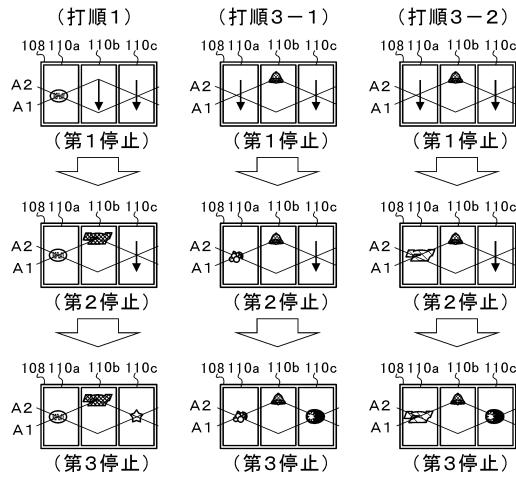 (打順1) (打順3－1) (打順3－2)
108 110a 110b 110c 108 110a 110b 110c 108 110a 110b 110c
A2 A2 A2
A1 A1 A1
(第1停止) (第1停止) (第1停止)
108 110a 110b 110c 108 110a 110b 110c 108 110a 110b 110c
A2 A2 A2
A1 A1 A1
(第2停止) (第2停止) (第2停止)
108 110a 110b 110c 108 110a 110b 110c 108 110a 110b 110c
A2 A2 A2
A1 A1 A1
(第3停止) (第3停止) (第3停止)